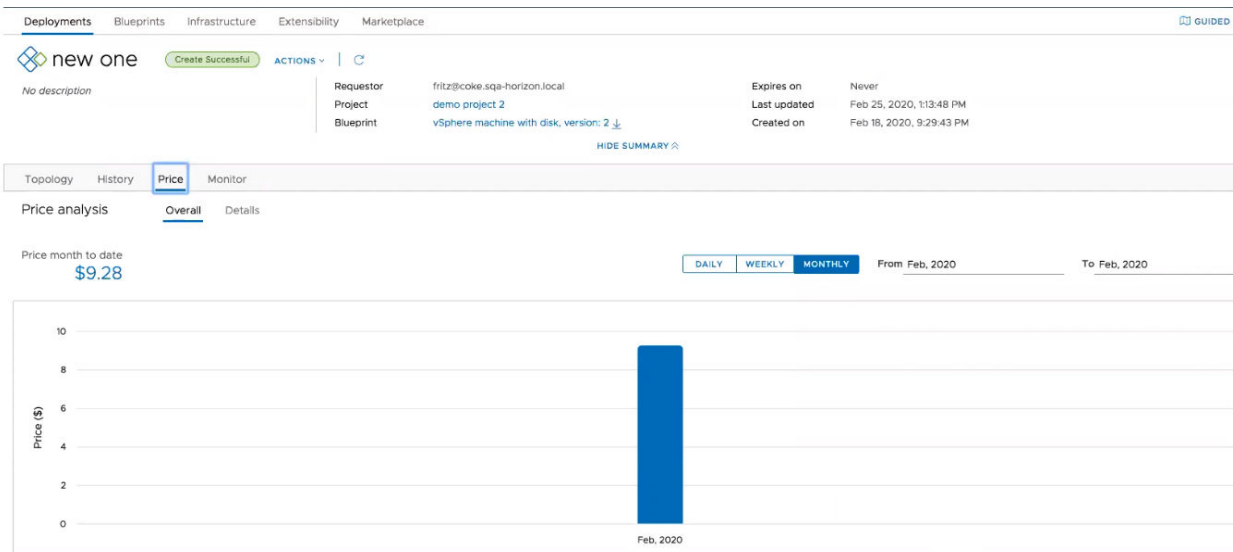 Deployments Blueprints Infrastructure Extensibility Marketplace GUIDED
new one Create Successful ACTIONS
No description
Requestor fritz@coke.sqa-horizon.local Expires on Never
Project demo project 2 Last updated Feb 25, 2020, 1:13:48 PM
Blueprint vSphere machine with disk, version: 2 Created on Feb 18, 2020, 9:29:43 PM
HIDE SUMMARY
Topology History Price Monitor
Price analysis Overall Details
Price month to date
$9.28
DAILY WEEKLY MONTHLY From Feb, 2020 To Feb, 2020
Price ($)
10
8
6
4
2
0
Feb, 2020